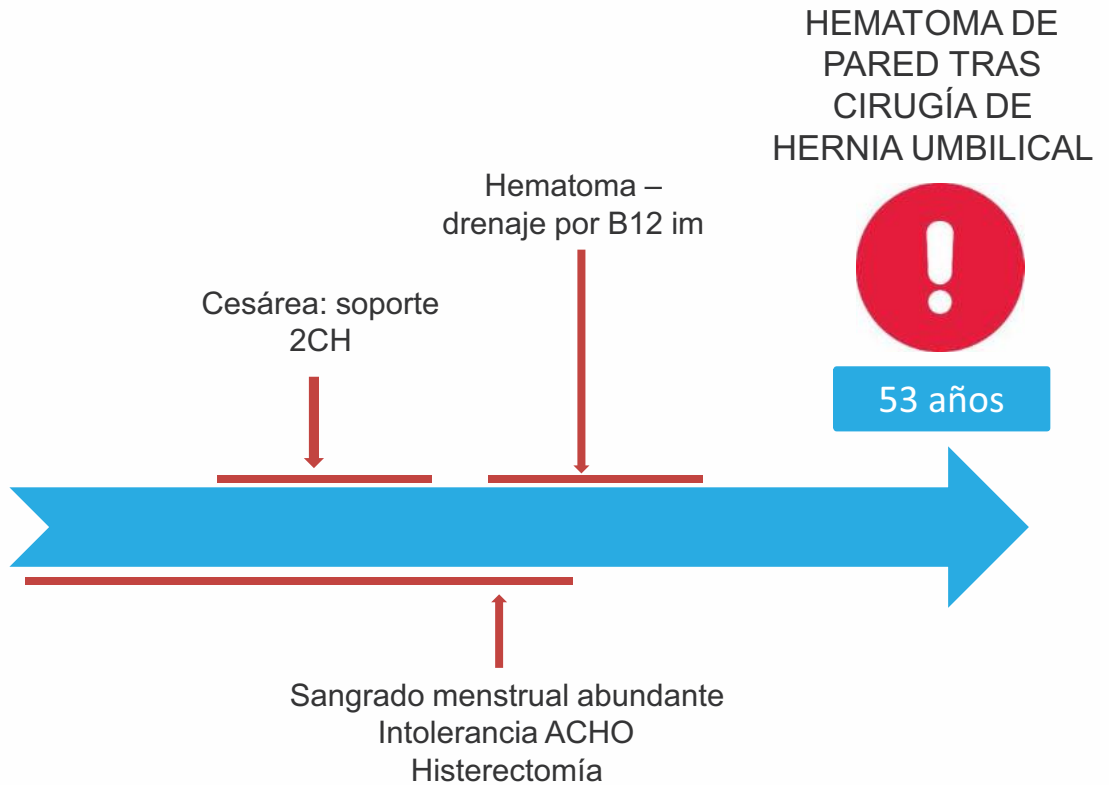 HEMATOMA DE
PARED TRAS
CIRUGÍA DE
HERNIA UMBILICAL
Hematoma –
drenaje por B12 im
Cesárea: soporte
2CH
53 años
Sangrado menstrual abundante
Intolerancia ACHO
Histerectomía